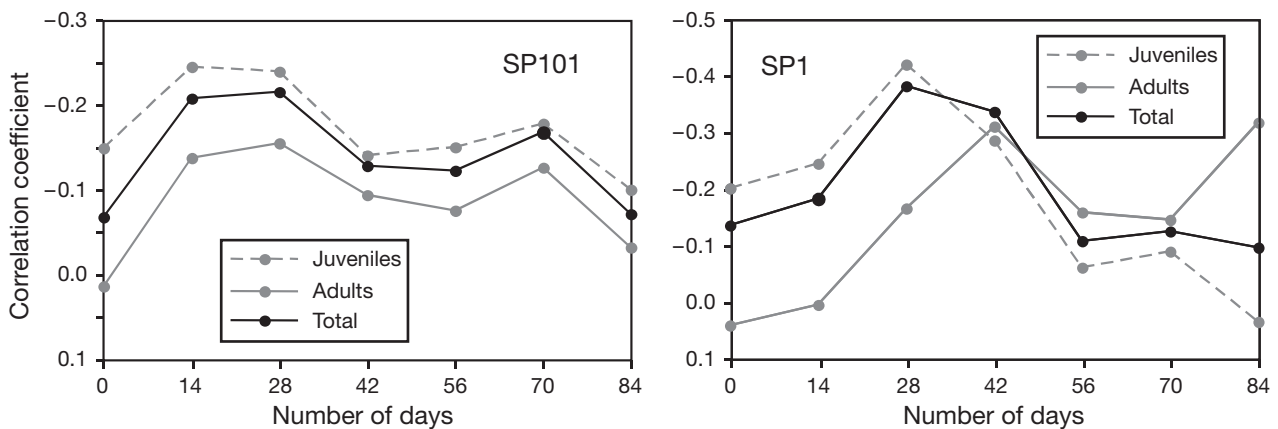 Correlation coefficient
-0.3
-0.2
-0.1
0.0
0.1
SP101
Juveniles
Adults
Total
0 14 28 42 56 70 84
Number of days
-0.5
-0.4
-0.3
-0.2
-0.1
0.0
0.1
SP1
Juveniles
Adults
Total
0 14 28 42 56 70 84
Number of days